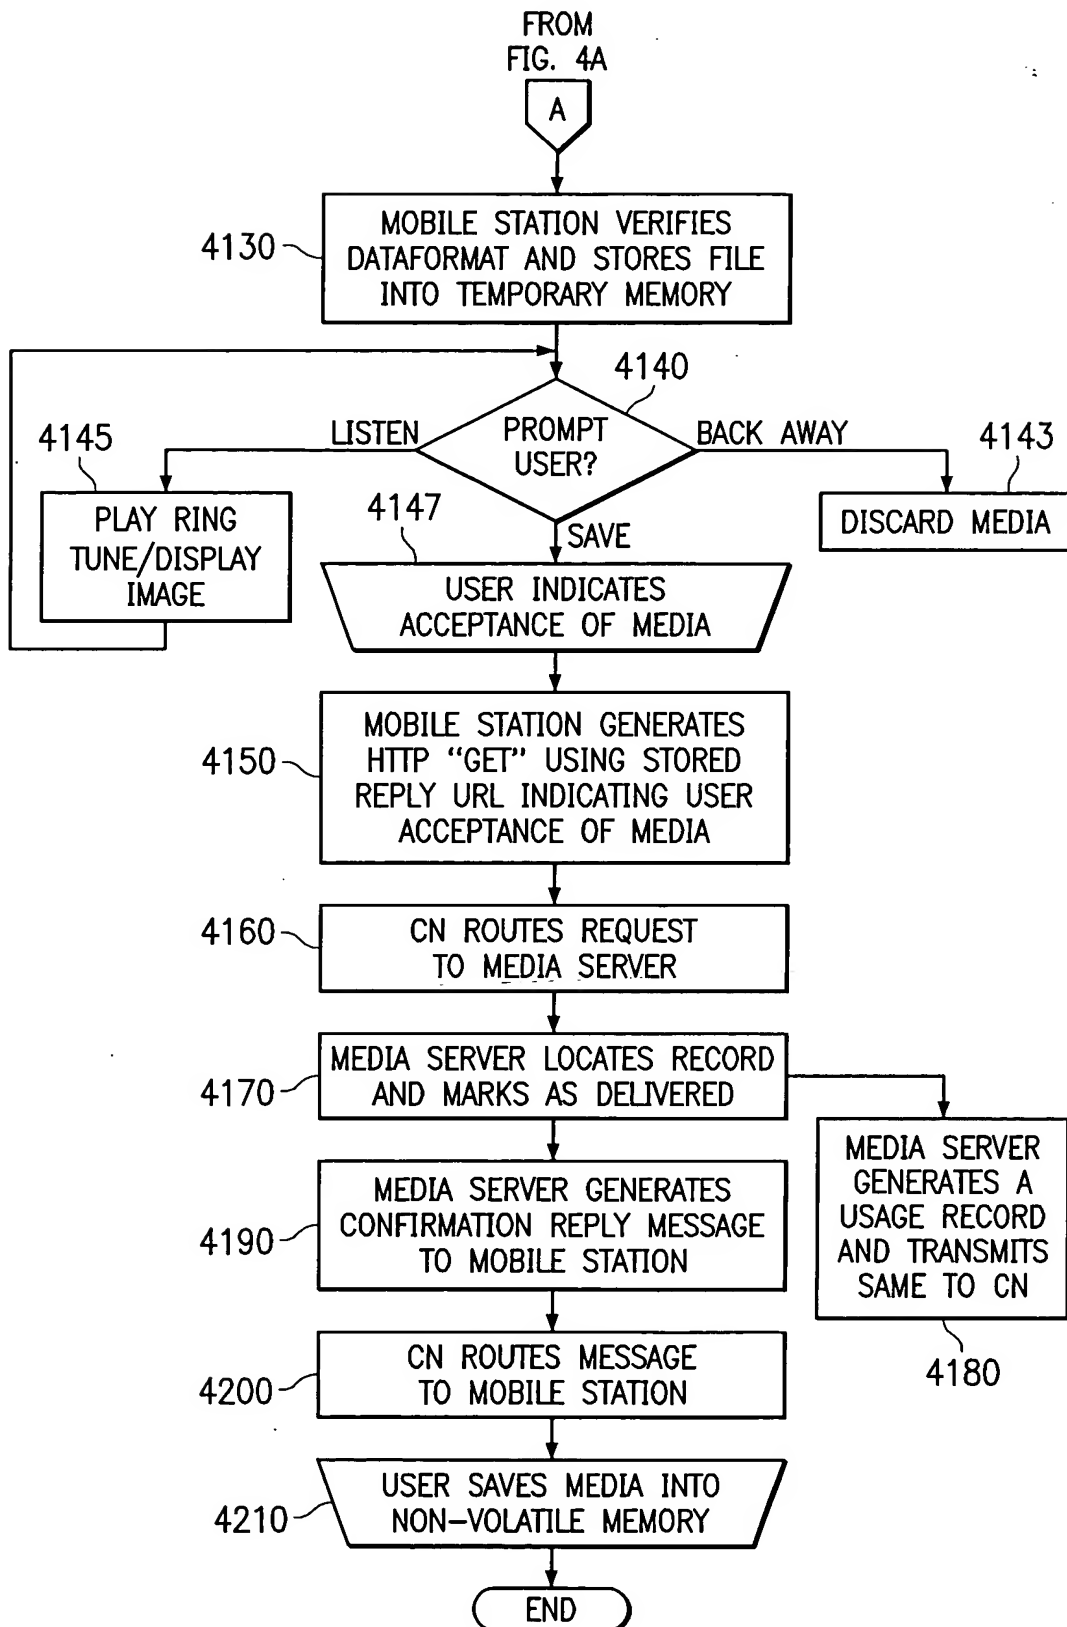 FROM
FIG. 4A
A
4130
MOBILE STATION VERIFIES
DATAFORMAT AND STORES FILE
INTO TEMPORARY MEMORY
4140
PROMPT
USER?
LISTEN
BACK AWAY
4145
PLAY RING
TUNE/DISPLAY
IMAGE
4143
DISCARD MEDIA
4147
SAVE
USER INDICATES
ACCEPTANCE OF MEDIA
4150
MOBILE STATION GENERATES
HTTP “GET” USING STORED
REPLY URL INDICATING USER
ACCEPTANCE OF MEDIA
4160
CN ROUTES REQUEST
TO MEDIA SERVER
4170
MEDIA SERVER LOCATES RECORD
AND MARKS AS DELIVERED
MEDIA SERVER
GENERATES A
USAGE RECORD
AND TRANSMITS
SAME TO CN
4180
4190
MEDIA SERVER GENERATES
CONFIRMATION REPLY MESSAGE
TO MOBILE STATION
4200
CN ROUTES MESSAGE
TO MOBILE STATION
4210
USER SAVES MEDIA INTO
NON-VOLATILE MEMORY
END